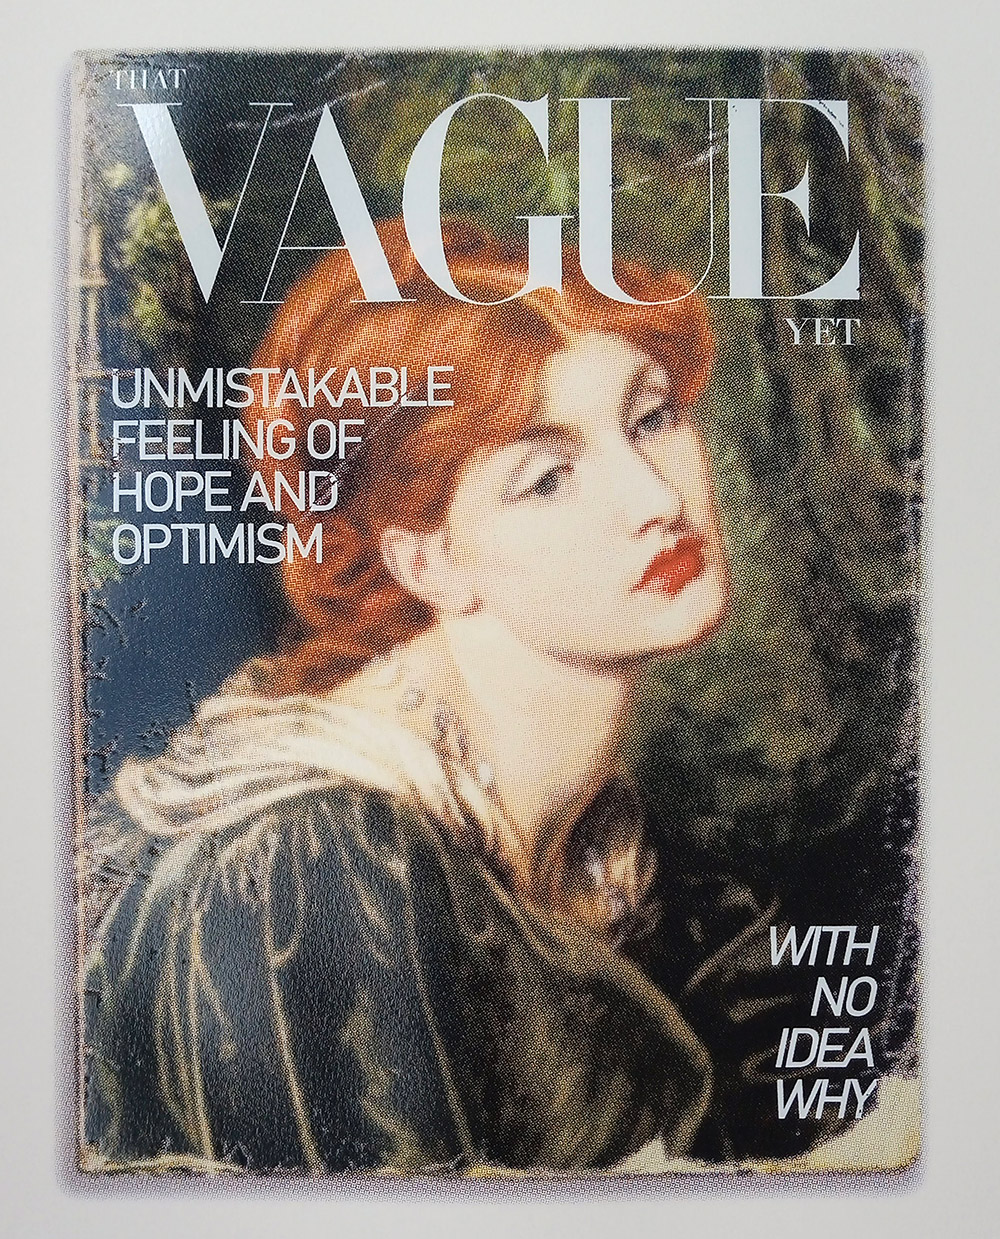 THAT
VAGUE
YET
UNMISTAKABLE
FEELING OF
HOPE AND
OPTIMISM
WITH
NO
IDEA
WHY